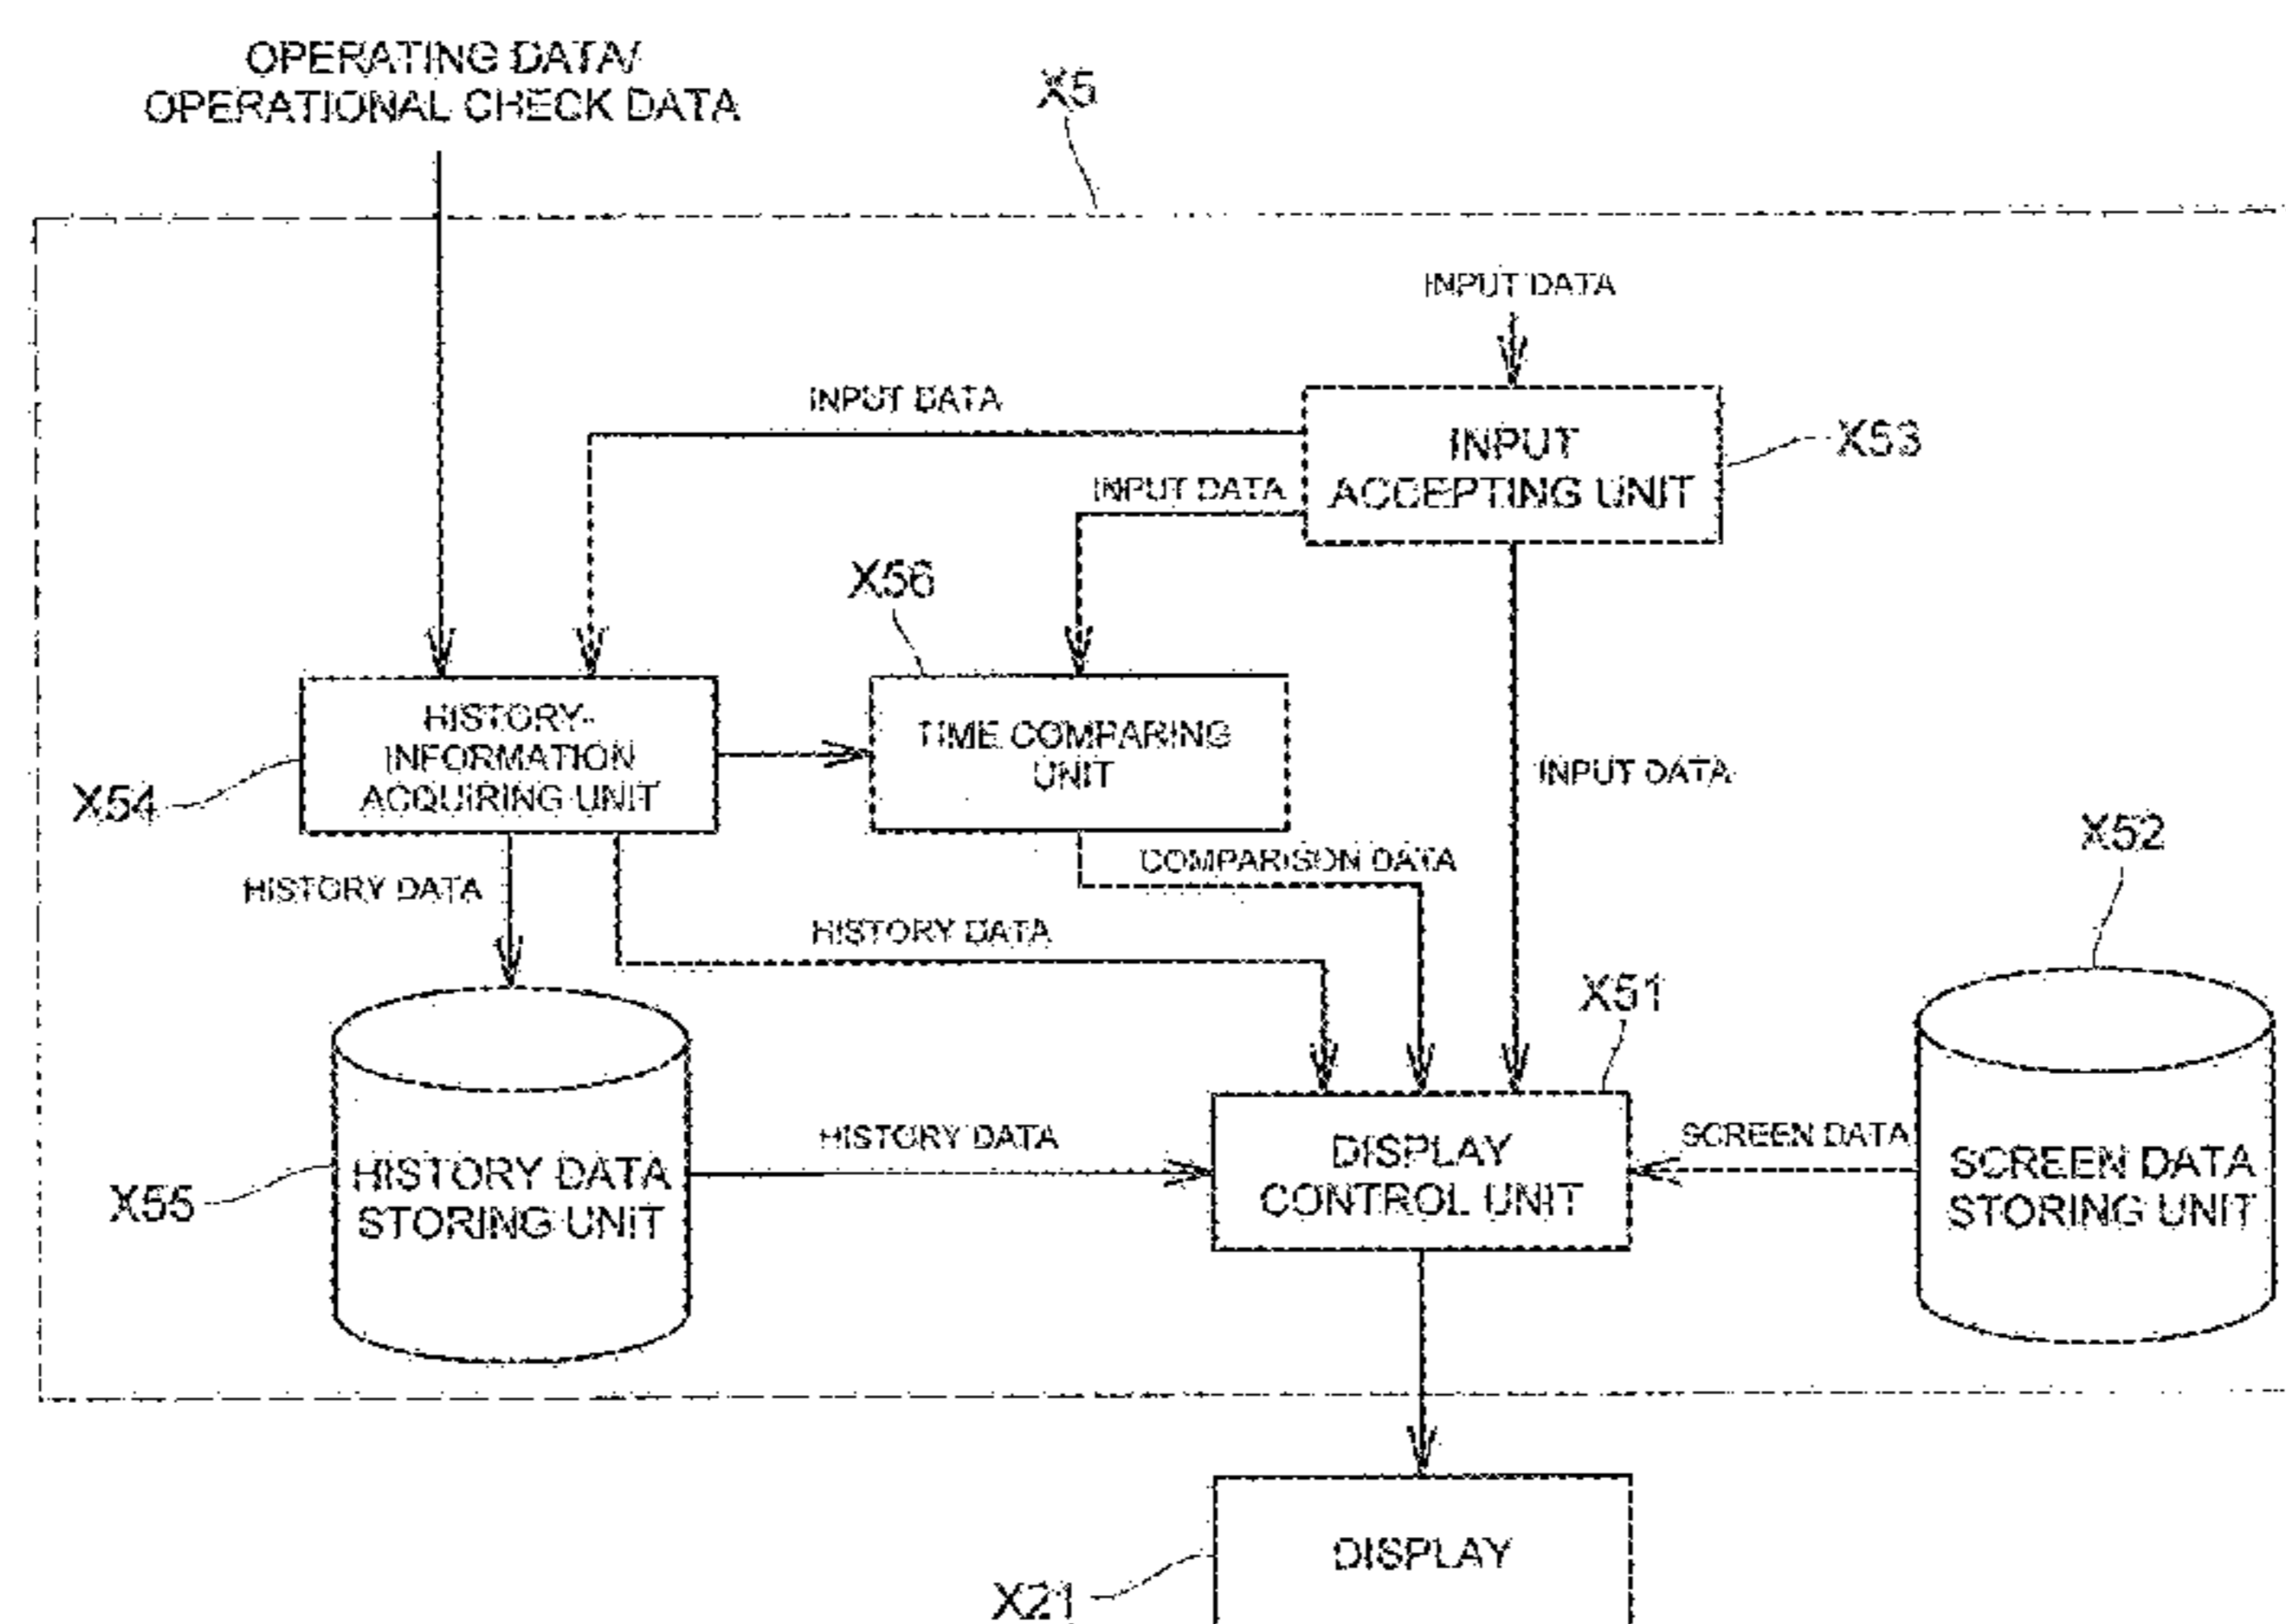 OPERATING DATA/
OPERATIONAL CHECK DATA
X5
INPUT DATA
INPUT DATA
INPUT
ACCEPTING UNIT
X53
INPUT DATA
X56
HISTORY-
INFORMATION
ACQUIRING UNIT
X54
TIME COMPARING
UNIT
INPUT DATA
X52
COMPARISON DATA
HISTORY DATA
HISTORY DATA
X51
HISTORY DATA
STORING UNIT
X55
HISTORY DATA
DISPLAY
CONTROL UNIT
SCREEN DATA
SCREEN DATA
STORING UNIT
DISPLAY
X21